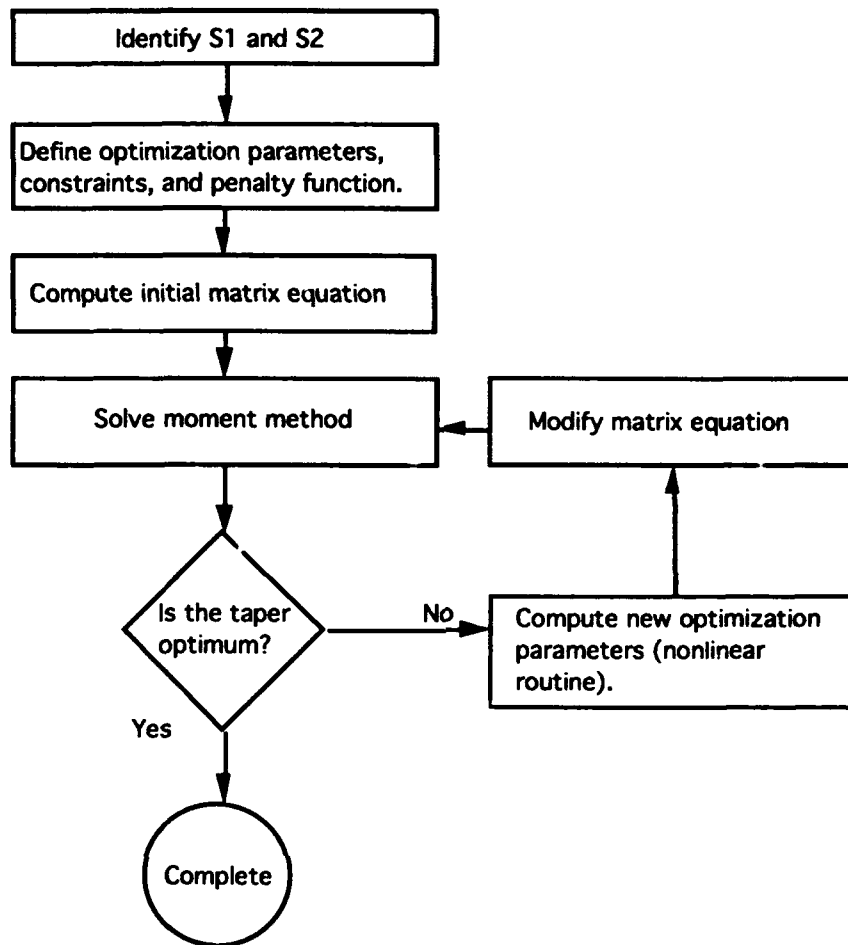 Identify S1 and S2
Define optimization parameters,
constraints, and penalty function.
Compute initial matrix equation
Solve moment method
Modify matrix equation
Is the taper
optimum?
No
Compute new optimization
parameters (nonlinear
routine).
Yes
Complete